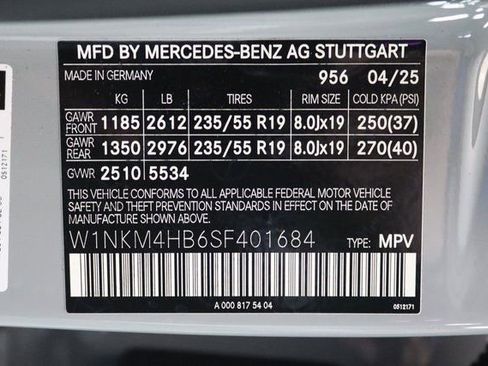 MFD BY MERCEDES-BENZ AG STUTTGART
MADE IN GERMANY 956 04/25
KG LB TIRES RIM SIZE COLD KPA(PSI)
GAWR FRONT 1185 2612 235/55 R19 8.0Jx19 250(37)
GAWR REAR 1350 2976 235/55 R19 8.0Jx19 270(40)
GVWR 2510 5534
THIS VEHICLE CONFORMS TO ALL APPLICABLE FEDERAL MOTOR VEHICLE
SAFETY AND THEFT PREVENTION STANDARDS IN EFFECT ON THE DATE
OF MANUFACTURE SHOWN ABOVE.
W1NKM4HB6SF401684 TYPE: MPV
A 000 817 54 04
0512171
0512171